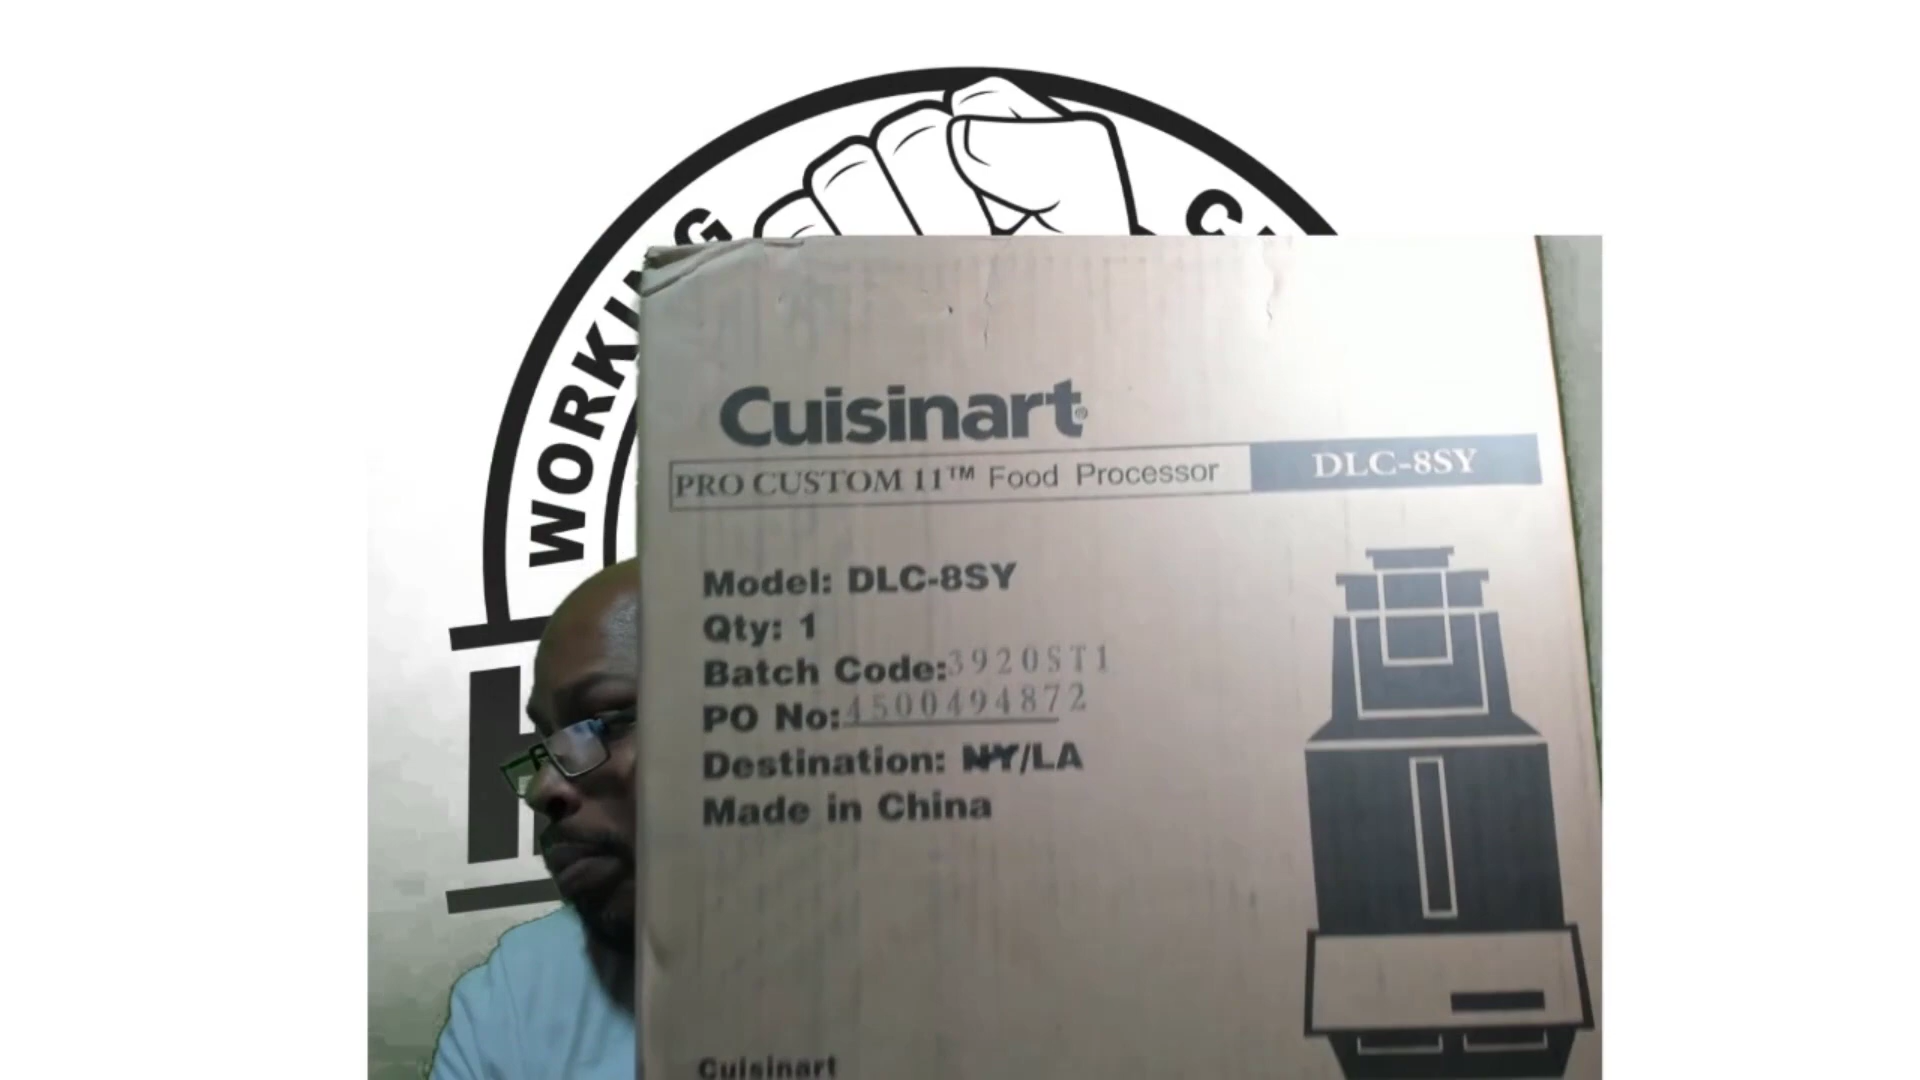 WORKING
Cuisinart®
PRO CUSTOM 11™ Food Processor DLC-8SY
Model: DLC-8SY
Qty: 1
Batch Code: 3920ST1
PO No: 4500494872
Destination: NY/LA
Made in China
Cuisinart